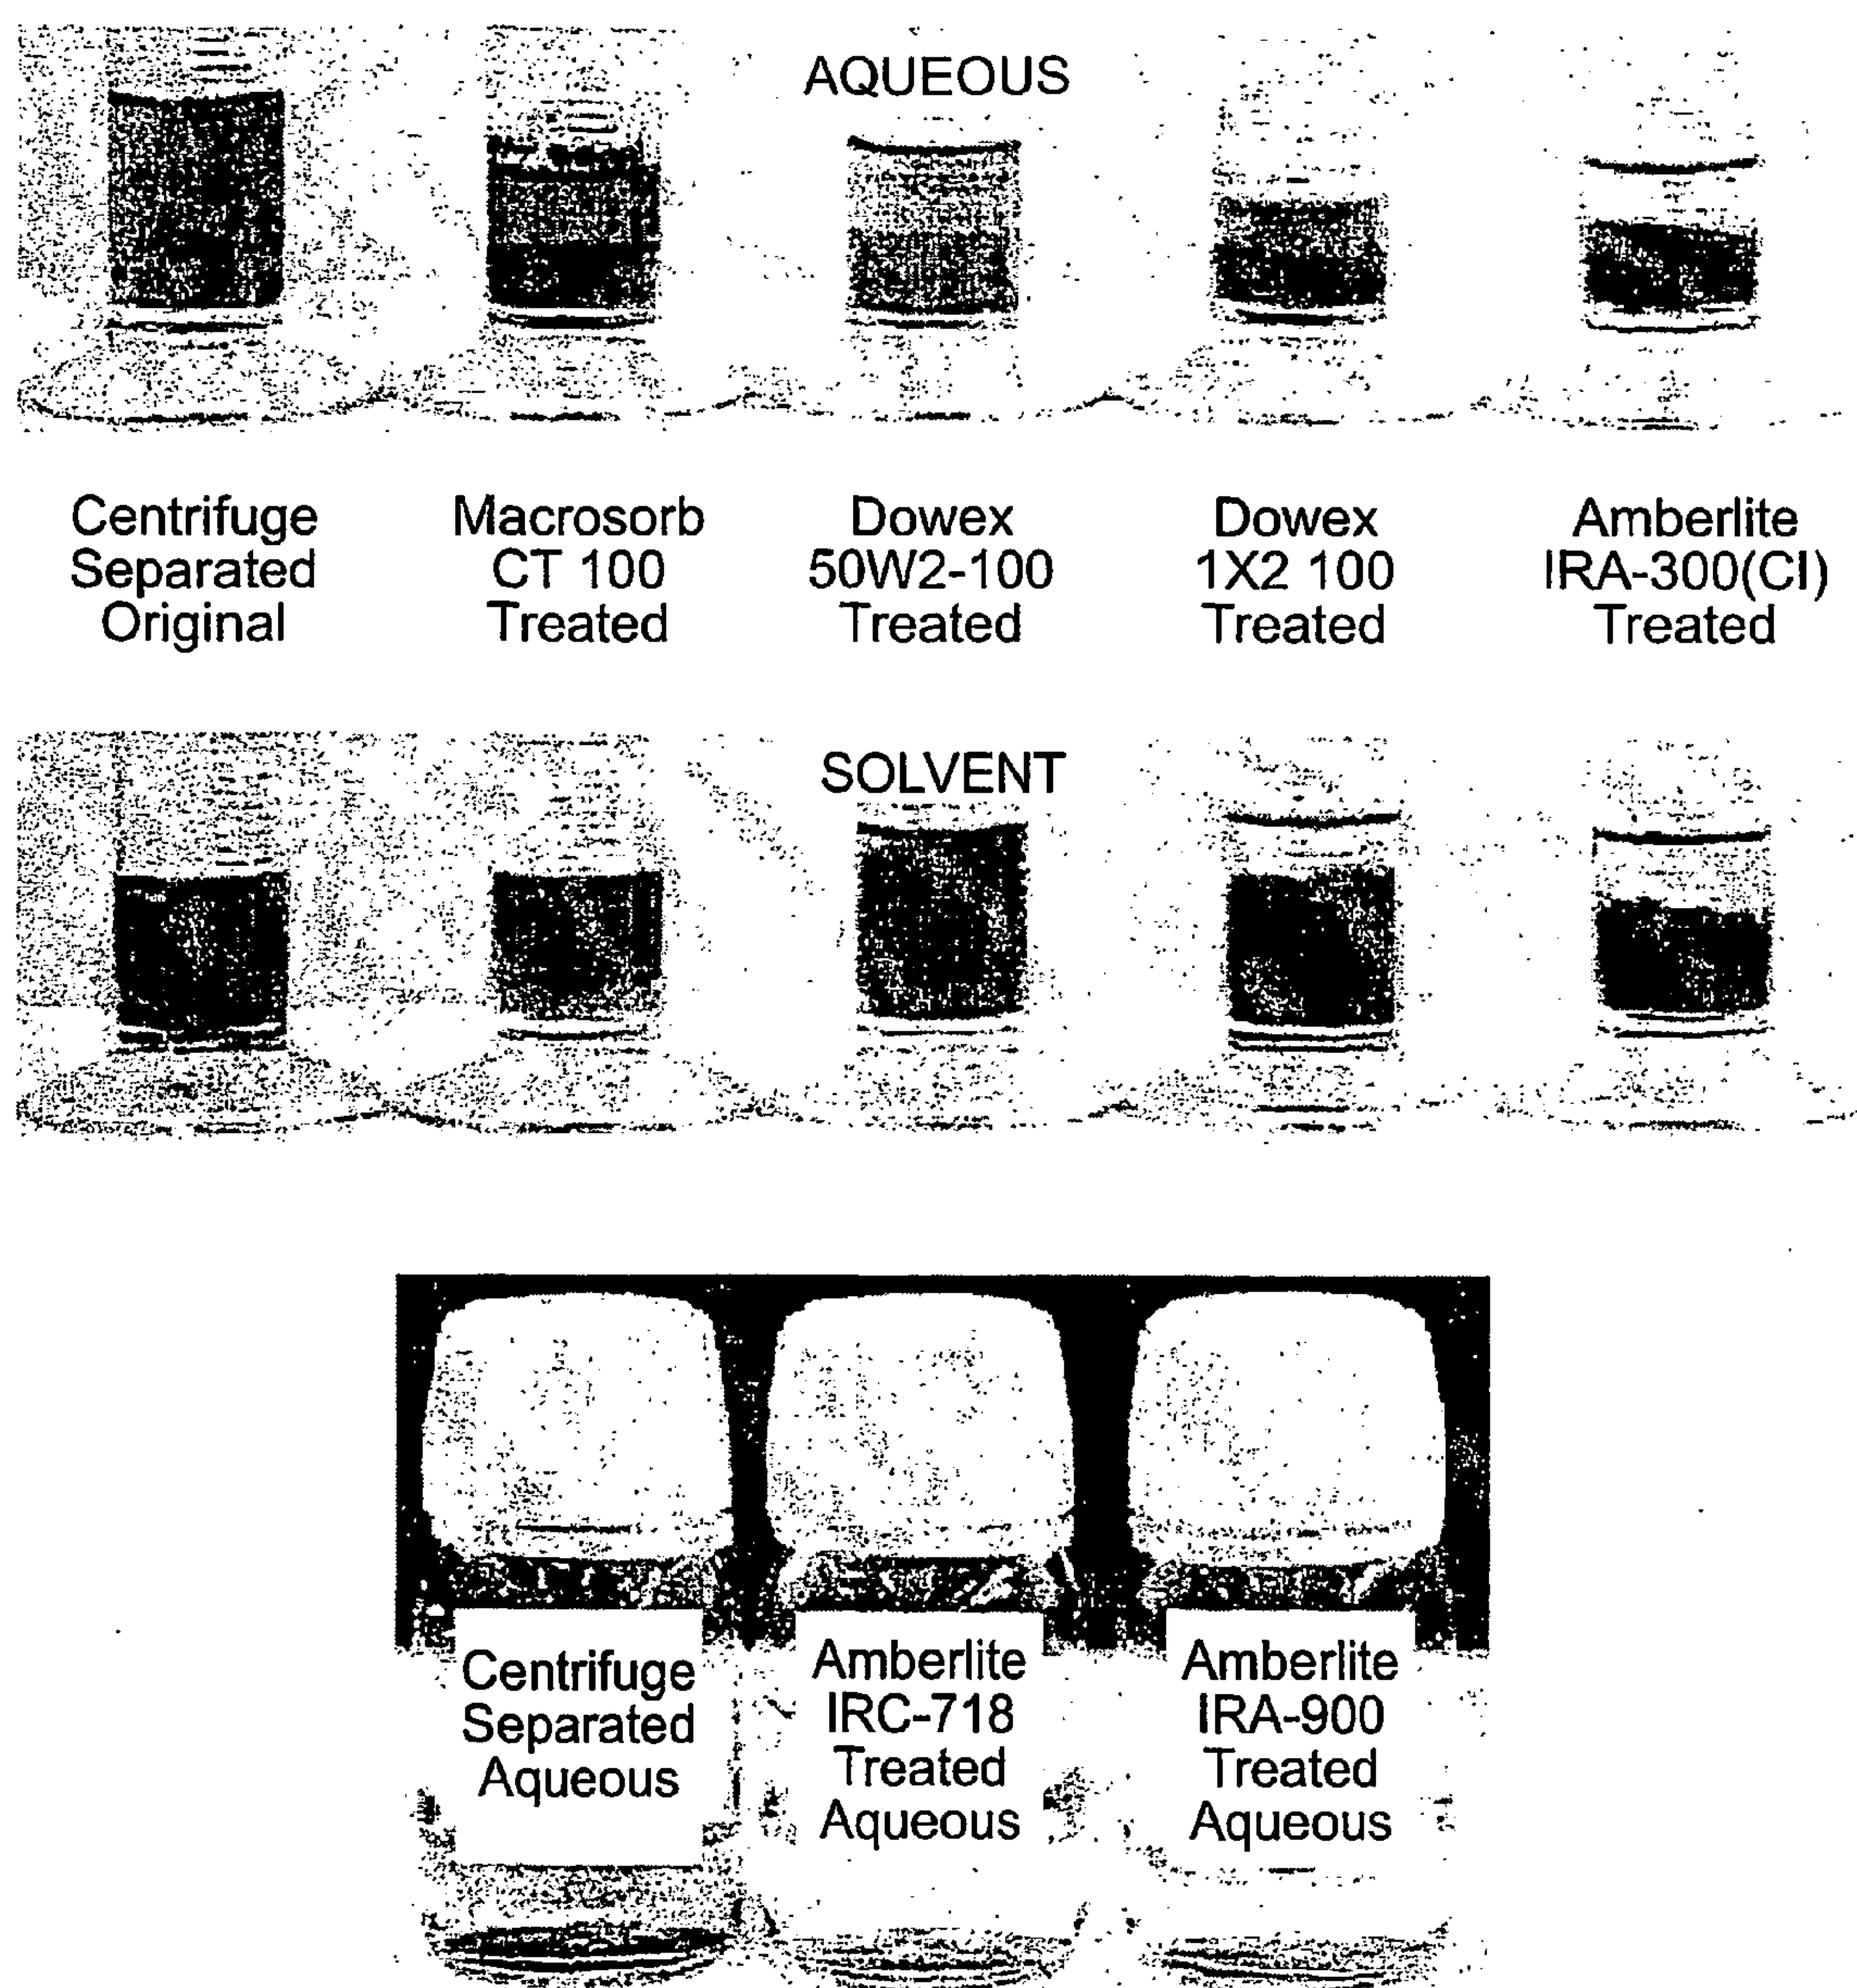 AQUEOUS
Centrifuge
Separated
Original
Macrosorb
CT 100
Treated
Dowex
50W2-100
Treated
Dowex
1X2 100
Treated
Amberlite
IRA-300(CI)
Treated
SOLVENT
Centrifuge
Separated
Aqueous
Amberlite
IRC-718
Treated
Aqueous
Amberlite
IRA-900
Treated
Aqueous